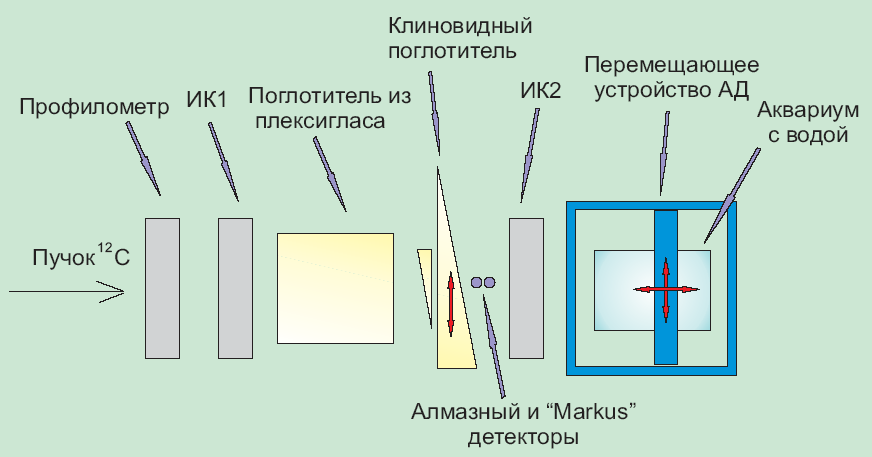 Клиновидный
поглотитель
Профилометр
ИК1
Поглотитель из
плексигласа
ИК2
Перемещающее
устройство АД
Аквариум
с водой
Пучок ¹²C
Алмазный и “Markus”
детекторы